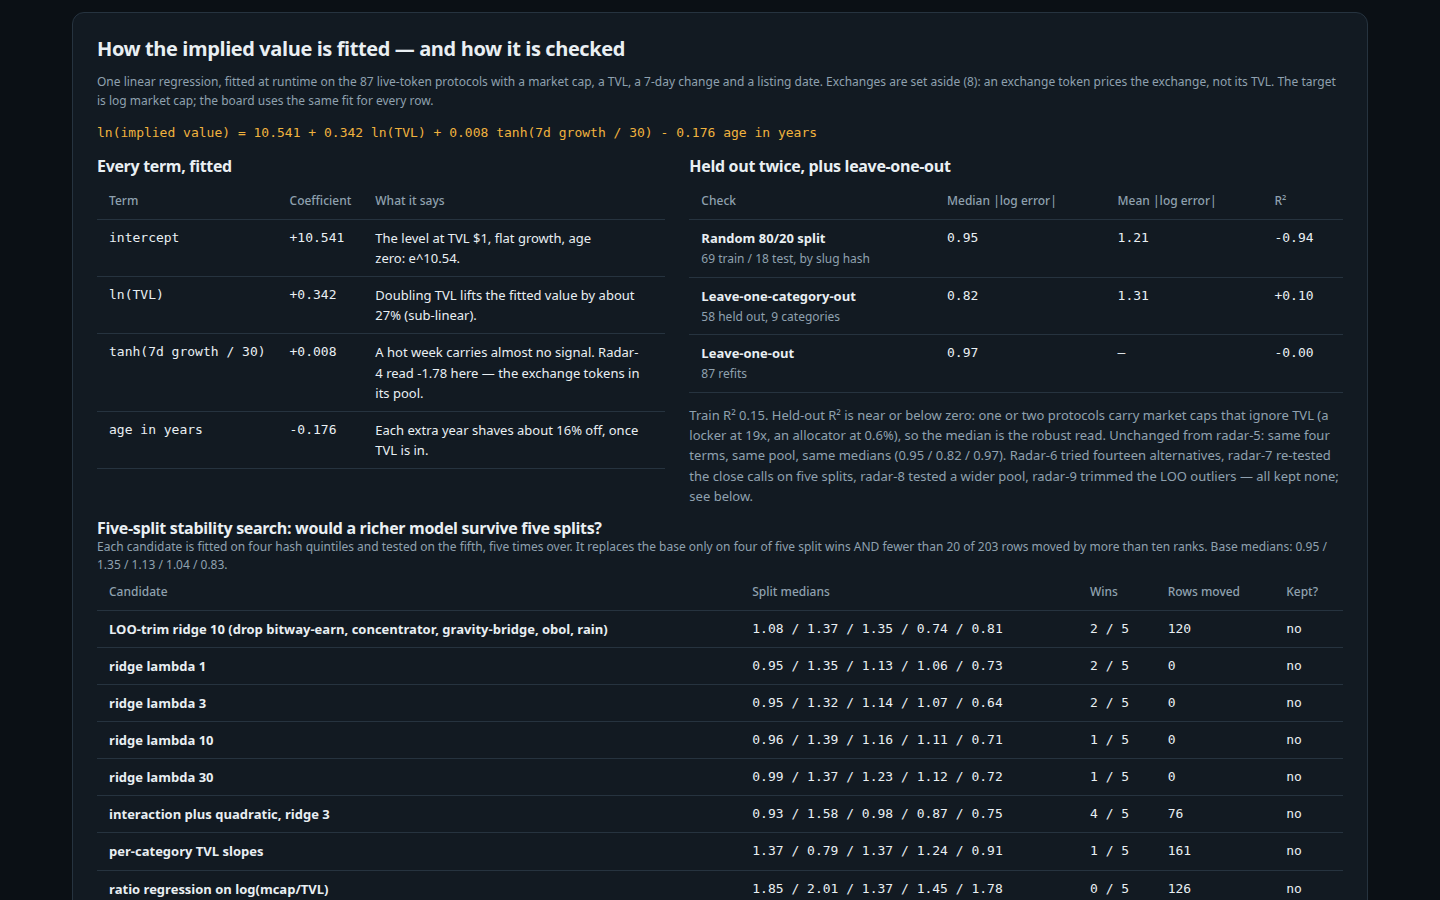 How the implied value is fitted — and how it is checked
One linear regression, fitted at runtime on the 87 live-token protocols with a market cap, a TVL, a 7-day change and a listing date. Exchanges are set aside (8): an exchange token prices the exchange, not its TVL. The target
is log market cap; the board uses the same fit for every row.
ln(implied value) = 10.541 + 0.342 ln(TVL) + 0.008 tanh(7d growth / 30) - 0.176 age in years
Every term, fitted
Term Coefficient What it says
intercept +10.541 The level at TVL $1, flat growth, age
zero: e^10.54.
ln(TVL) +0.342 Doubling TVL lifts the fitted value by about
27% (sub-linear).
tanh(7d growth / 30) +0.008 A hot week carries almost no signal. Radar-
4 read -1.78 here — the exchange tokens in
its pool.
age in years -0.176 Each extra year shaves about 16% off, once
TVL is in.
Held out twice, plus leave-one-out
Check Median |log error| Mean |log error| R²
Random 80/20 split 0.95 1.21 -0.94
69 train / 18 test, by slug hash
Leave-one-category-out 0.82 1.31 +0.10
58 held out, 9 categories
Leave-one-out 0.97 — -0.00
87 refits
Train R² 0.15. Held-out R² is near or below zero: one or two protocols carry market caps that ignore TVL (a
locker at 19x, an allocator at 0.6%), so the median is the robust read. Unchanged from radar-5: same four
terms, same pool, same medians (0.95 / 0.82 / 0.97). Radar-6 tried fourteen alternatives, radar-7 re-tested
the close calls on five splits, radar-8 tested a wider pool, radar-9 trimmed the LOO outliers — all kept none;
see below.
Five-split stability search: would a richer model survive five splits?
Each candidate is fitted on four hash quintiles and tested on the fifth, five times over. It replaces the base only on four of five split wins AND fewer than 20 of 203 rows moved by more than ten ranks. Base medians: 0.95 /
1.35 / 1.13 / 1.04 / 0.83.
Candidate Split medians Wins Rows moved Kept?
LOO-trim ridge 10 (drop bitway-earn, concentrator, gravity-bridge, obol, rain) 1.08 / 1.37 / 1.35 / 0.74 / 0.81 2 / 5 120 no
ridge lambda 1 0.95 / 1.35 / 1.13 / 1.06 / 0.73 2 / 5 0 no
ridge lambda 3 0.95 / 1.32 / 1.14 / 1.07 / 0.64 2 / 5 0 no
ridge lambda 10 0.96 / 1.39 / 1.16 / 1.11 / 0.71 1 / 5 0 no
ridge lambda 30 0.99 / 1.37 / 1.23 / 1.12 / 0.72 1 / 5 0 no
interaction plus quadratic, ridge 3 0.93 / 1.58 / 0.98 / 0.87 / 0.75 4 / 5 76 no
per-category TVL slopes 1.37 / 0.79 / 1.37 / 1.24 / 0.91 1 / 5 161 no
ratio regression on log(mcap/TVL) 1.85 / 2.01 / 1.37 / 1.45 / 1.78 0 / 5 126 no